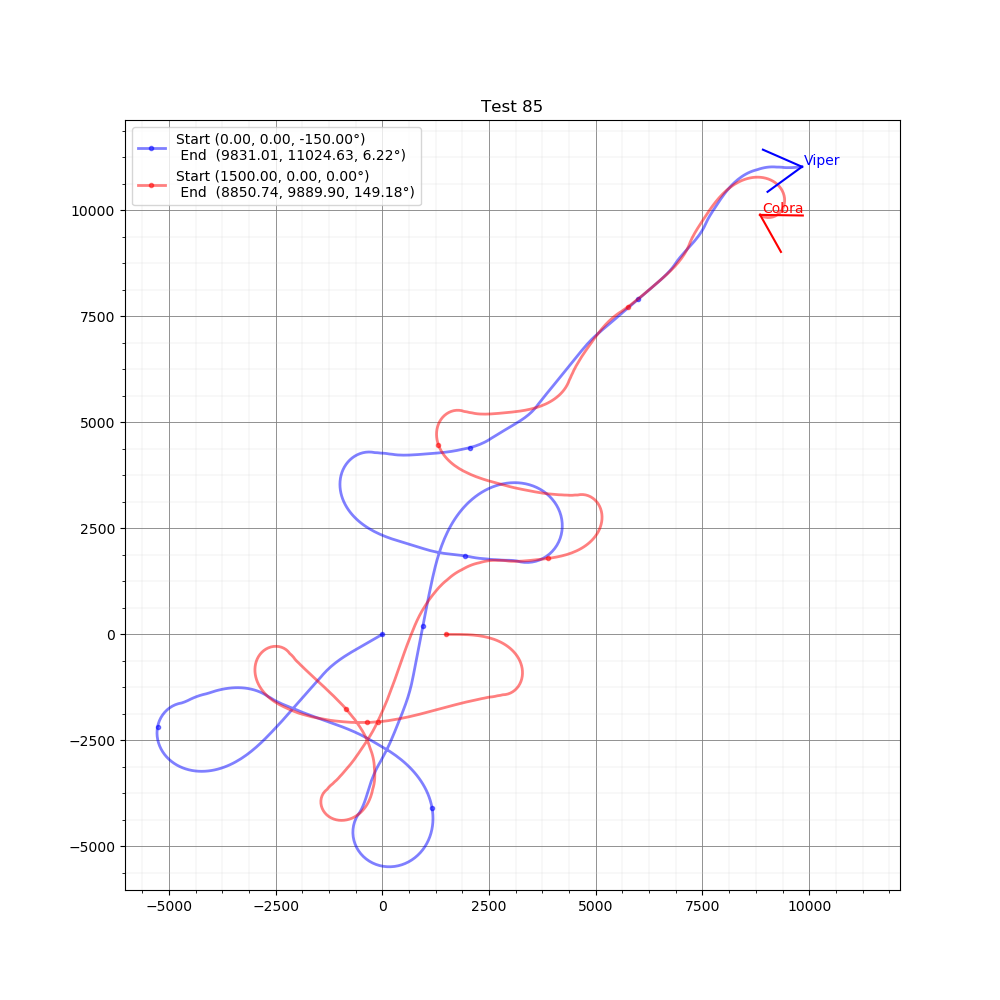 Test 85
Start (0.00, 0.00, -150.00°)
End  (9831.01, 11024.63, 6.22°)
Start (1500.00, 0.00, 0.00°)
End  (8850.74, 9889.90, 149.18°)
Viper
Cobra
10000
7500
5000
2500
0
−2500
−5000
−5000
−2500
0
2500
5000
7500
10000